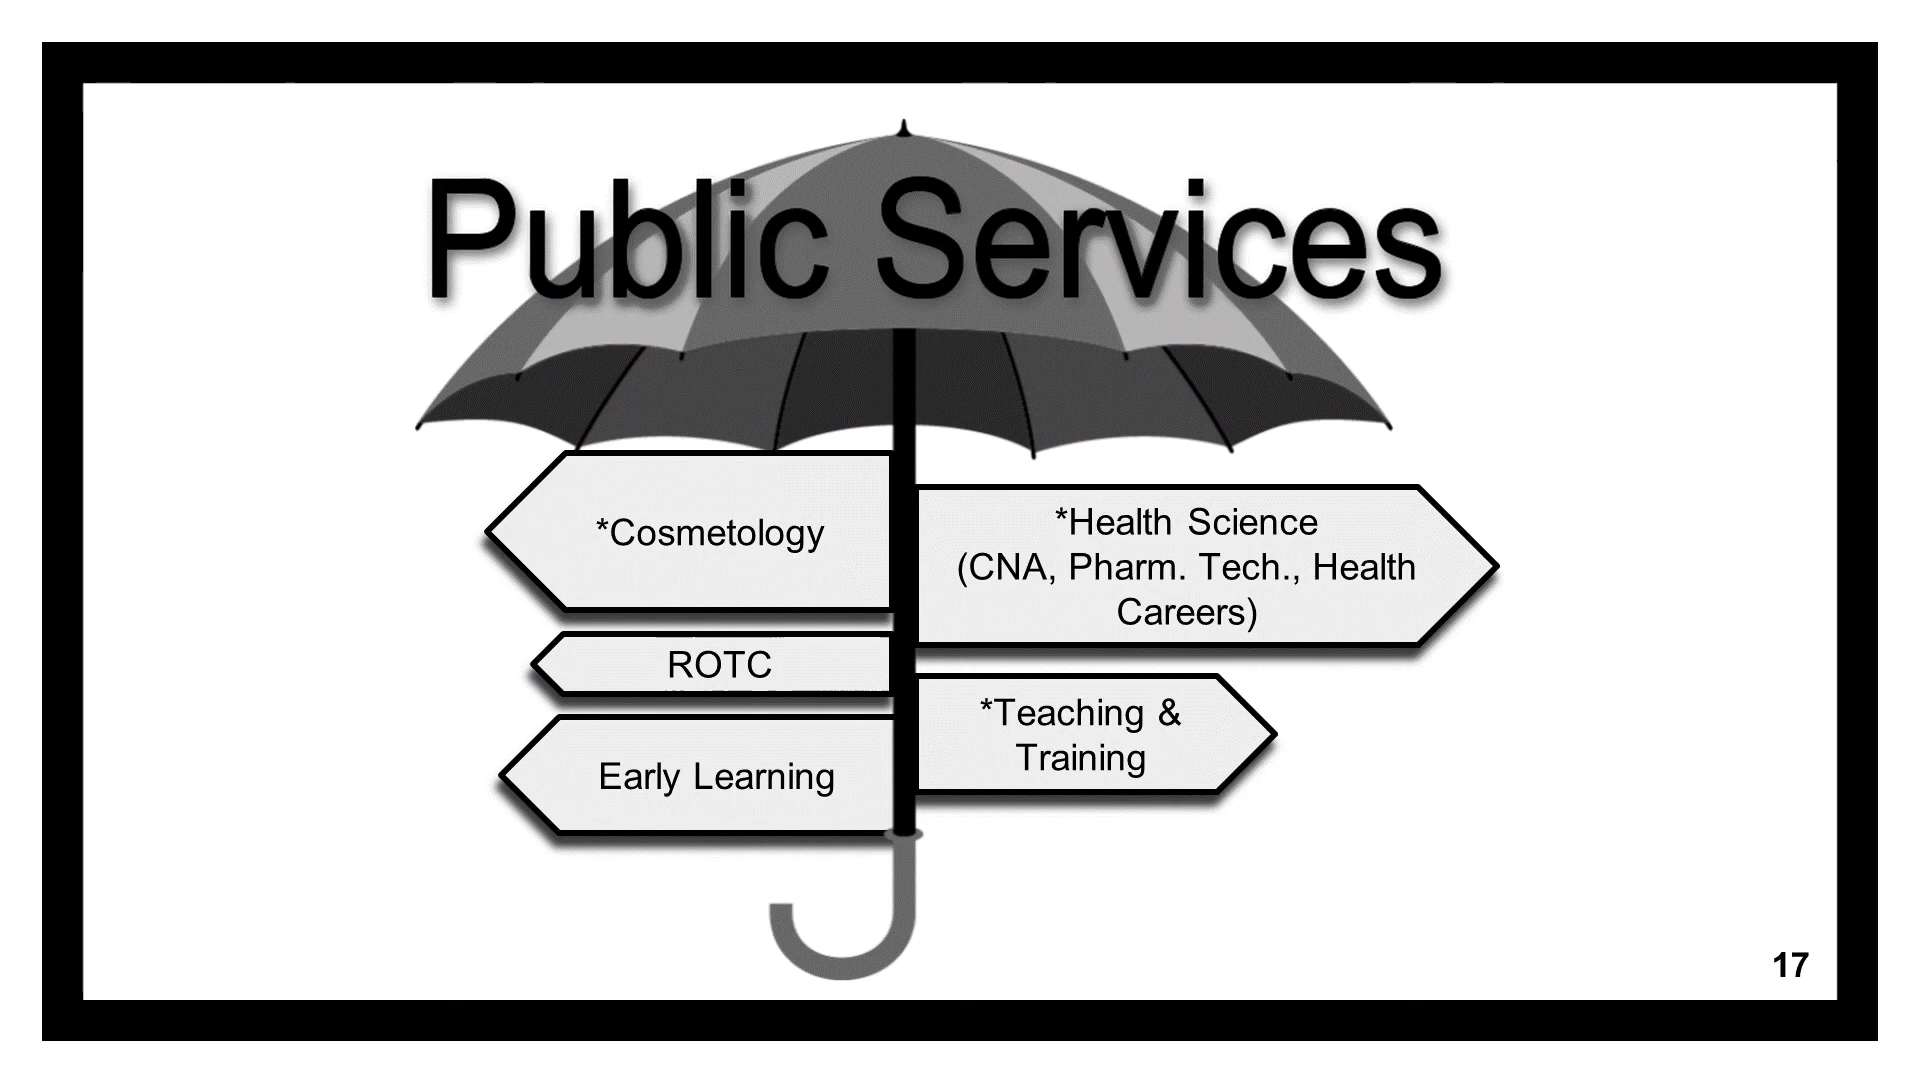 Public Services
*Cosmetology
*Health Science
(CNA, Pharm. Tech., Health
Careers)
ROTC
*Teaching &
Training
Early Learning
17